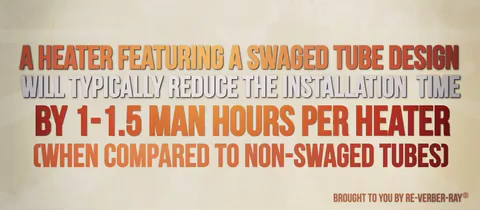 A HEATER FEATURING A SWAGED TUBE DESIGN
WILL TYPICALLY REDUCE THE INSTALLATION TIME
BY 1-1.5 MAN HOURS PER HEATER
(WHEN COMPARED TO NON-SWAGED TUBES)
BROUGHT TO YOU BY RE-VERBER-RAY®